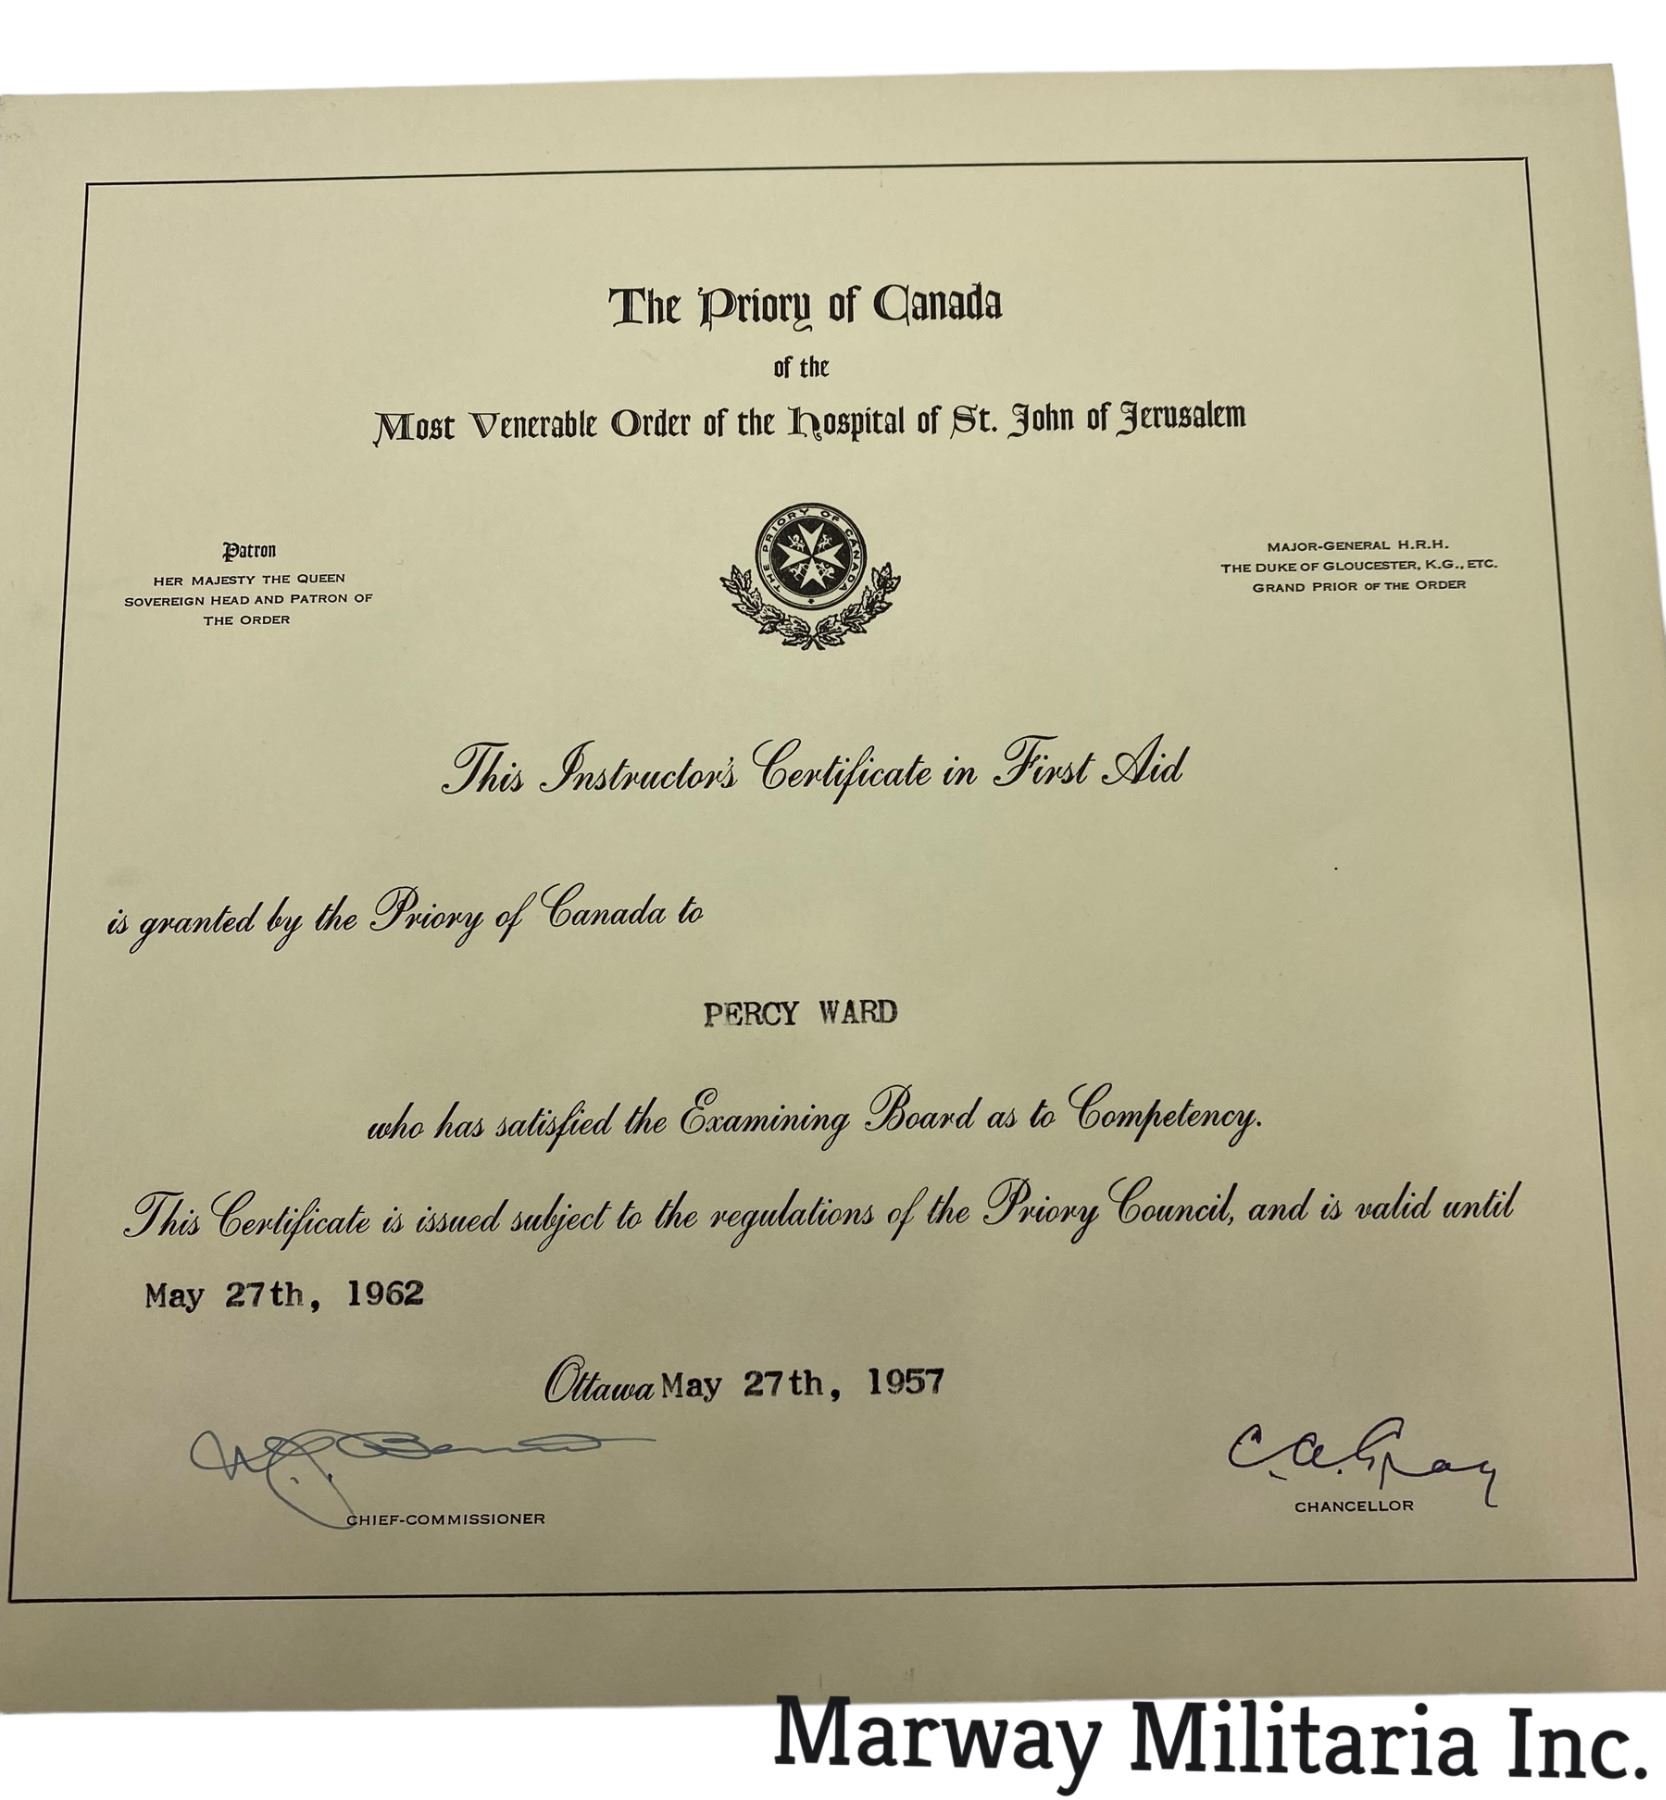 The Priory of Canada
of the
Most Venerable Order of the Hospital of St. John of Jerusalem
THE PRIORY OF CANADA
Patron
HER MAJESTY THE QUEEN
SOVEREIGN HEAD AND PATRON OF
THE ORDER
MAJOR-GENERAL H.R.H.
THE DUKE OF GLOUCESTER, K.G., ETC.
GRAND PRIOR OF THE ORDER
This Instructor's Certificate in First Aid
is granted by the Priory of Canada to
PERCY WARD
who has satisfied the Examining Board as to Competency.
This Certificate is issued subject to the regulations of the Priory Council, and is valid until
May 27th, 1962
Ottawa May 27th, 1957
C. A. Gray
CHIEF-COMMISSIONER
CHANCELLOR
Marway Militaria Inc.